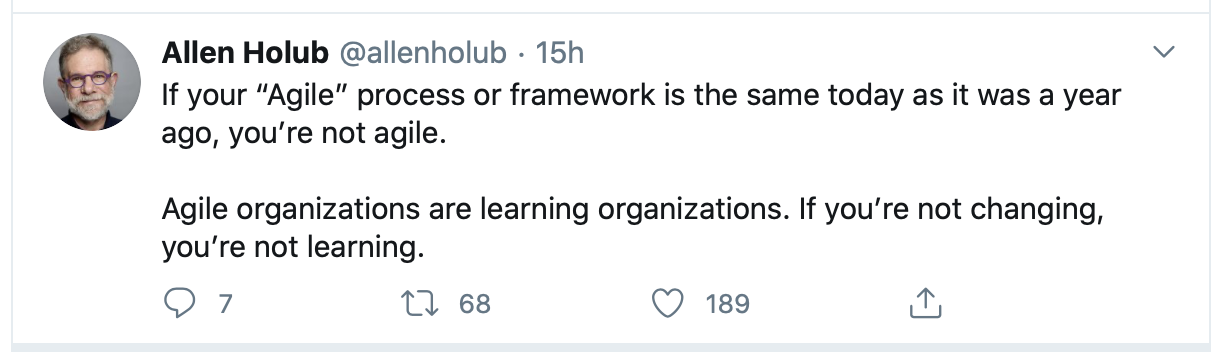 Allen Holub @allenholub · 15h
If your “Agile” process or framework is the same today as it was a year
ago, you’re not agile.
Agile organizations are learning organizations. If you’re not changing,
you’re not learning.
7 68 189